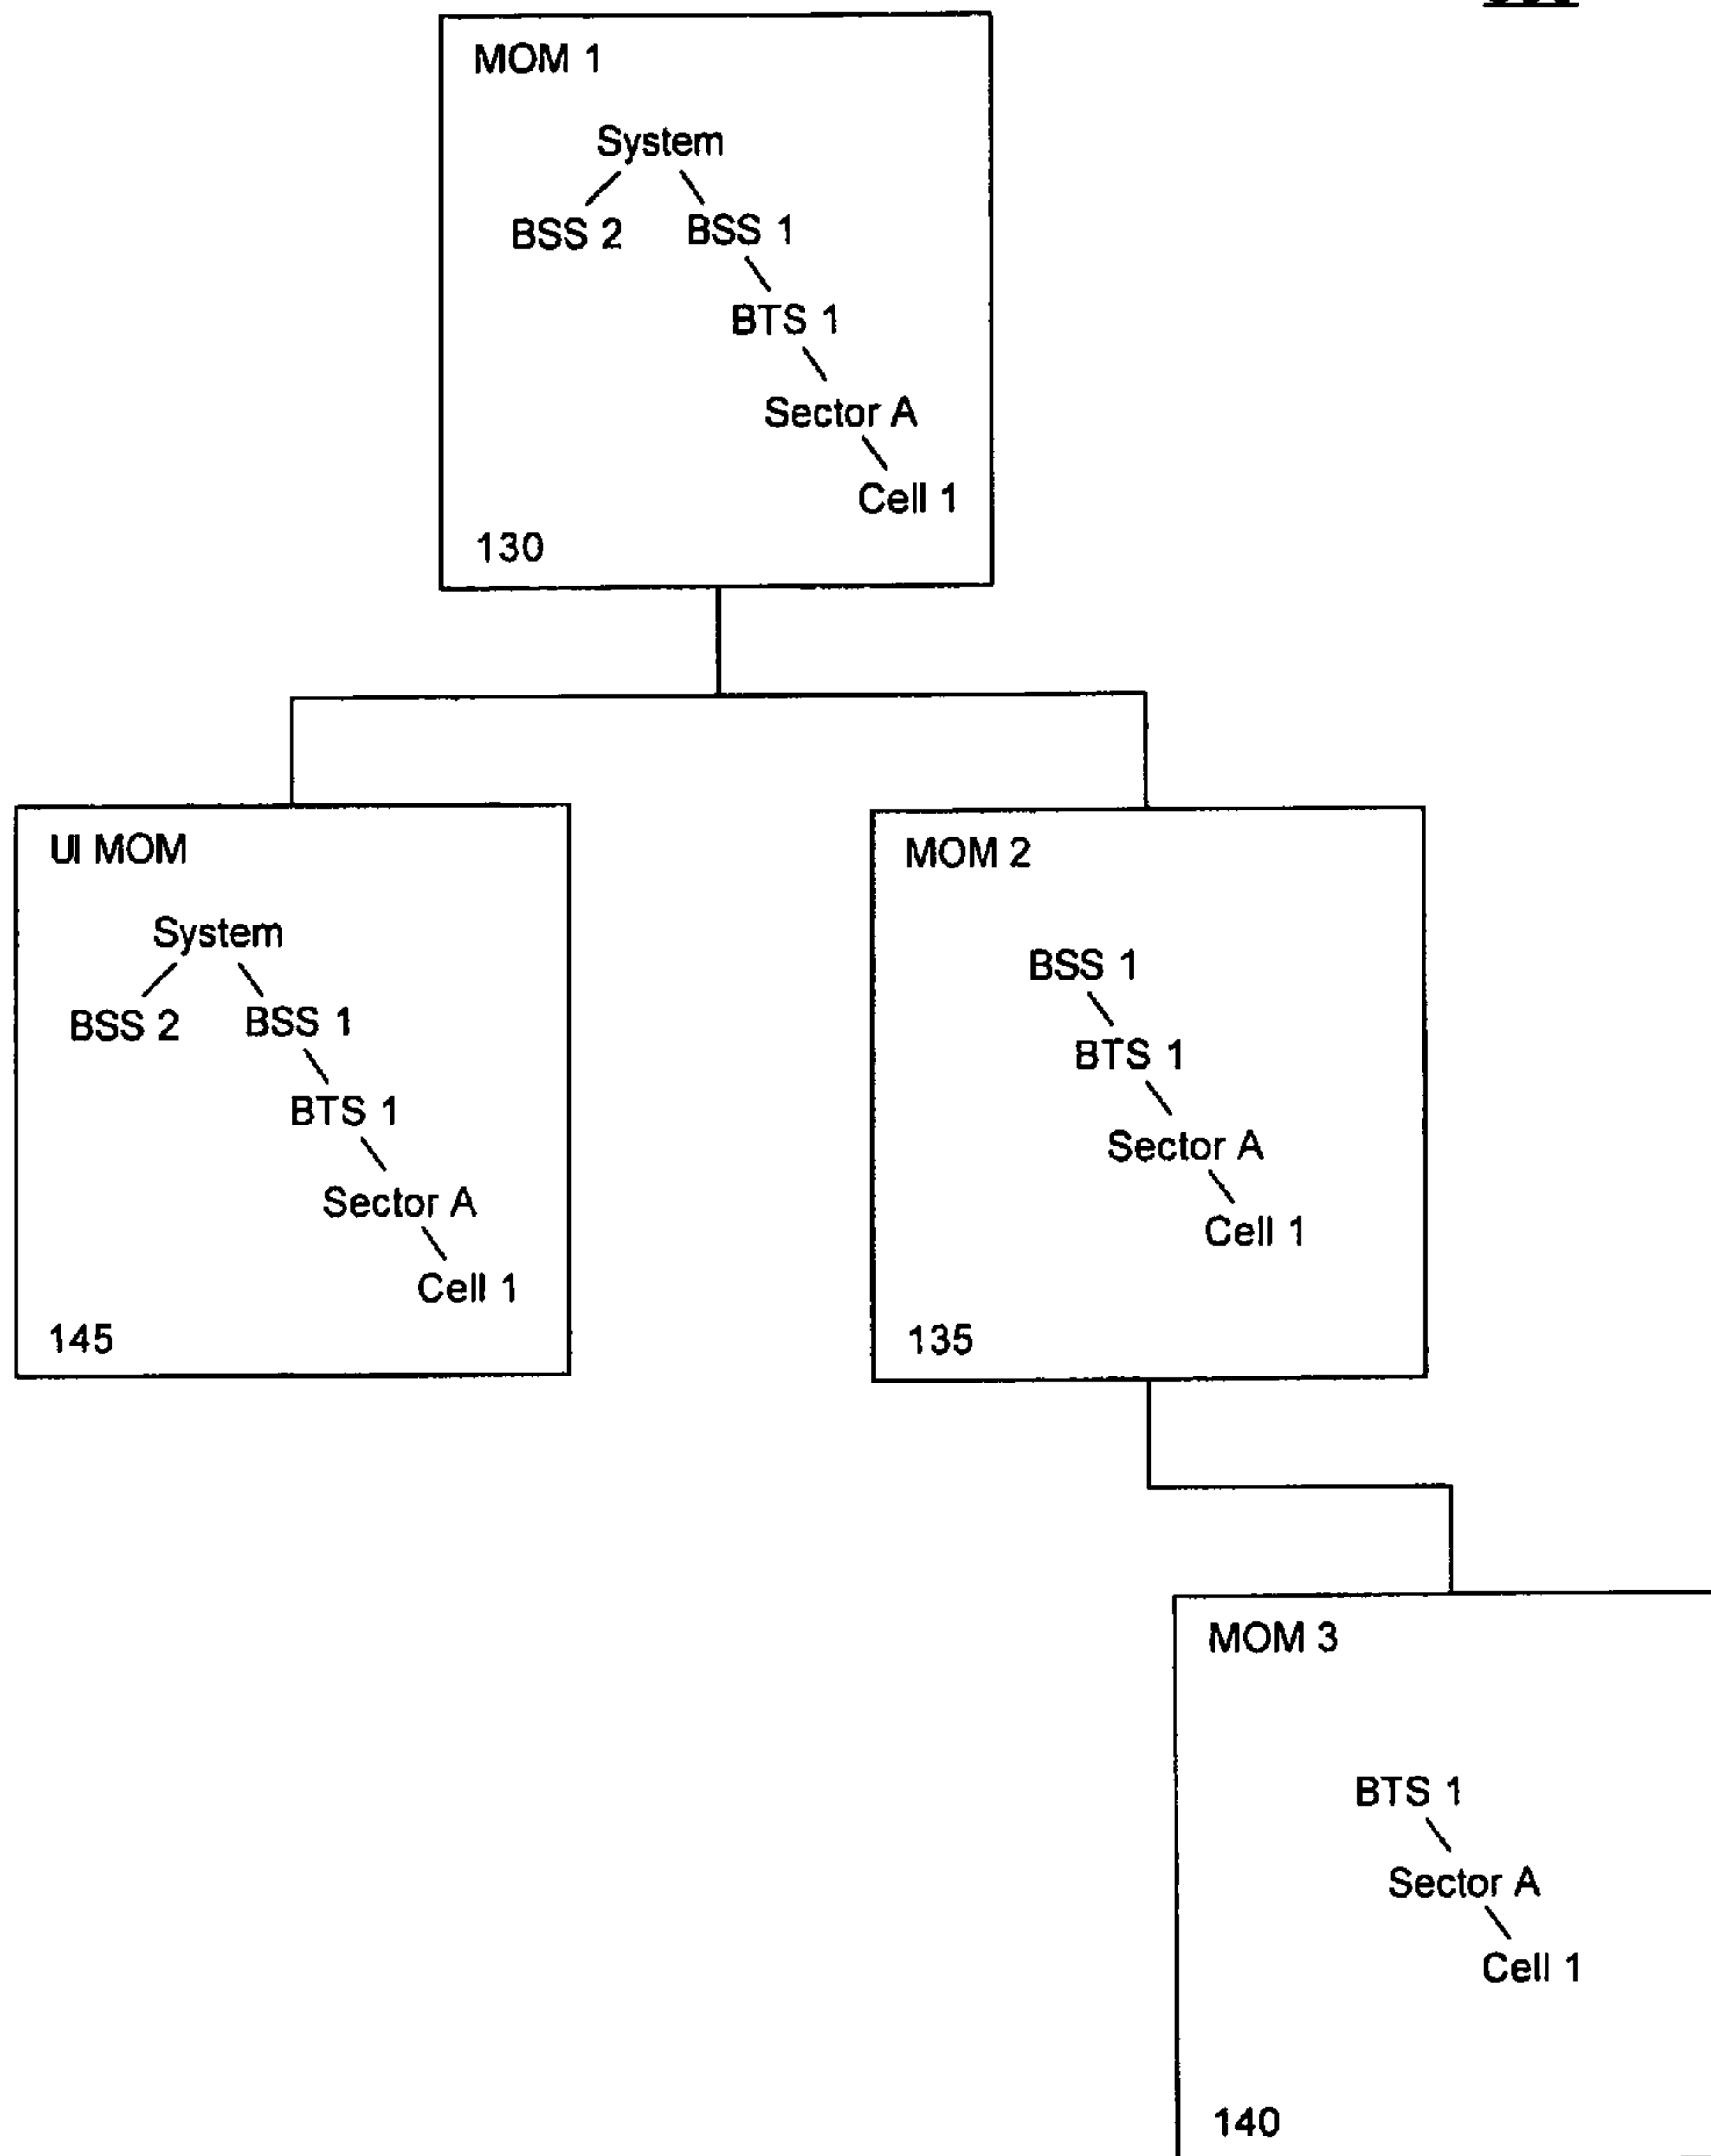 MOM 1
System
BSS 2 BSS 1
BTS 1
Sector A
Cell 1
130
UI MOM
System
BSS 2 BSS 1
BTS 1
Sector A
Cell 1
145
MOM 2
BSS 1
BTS 1
Sector A
Cell 1
135
MOM 3
BTS 1
Sector A
Cell 1
140